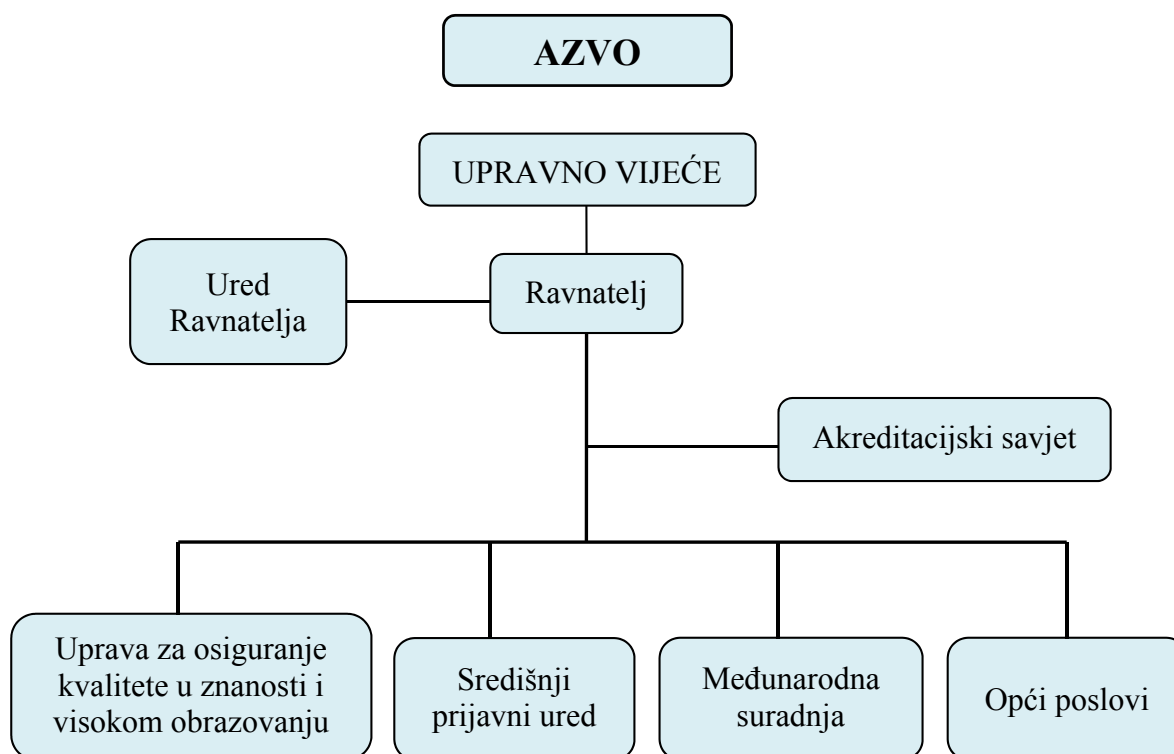 AZVO
UPRAVNO VIJEĆE
Ured
Ravnatelja
Ravnatelj
Akreditacijski savjet
Uprava za osiguranje
kvalitete u znanosti i
visokom obrazovanju
Središnji
prijavni ured
Međunarodna
suradnja
Opći poslovi